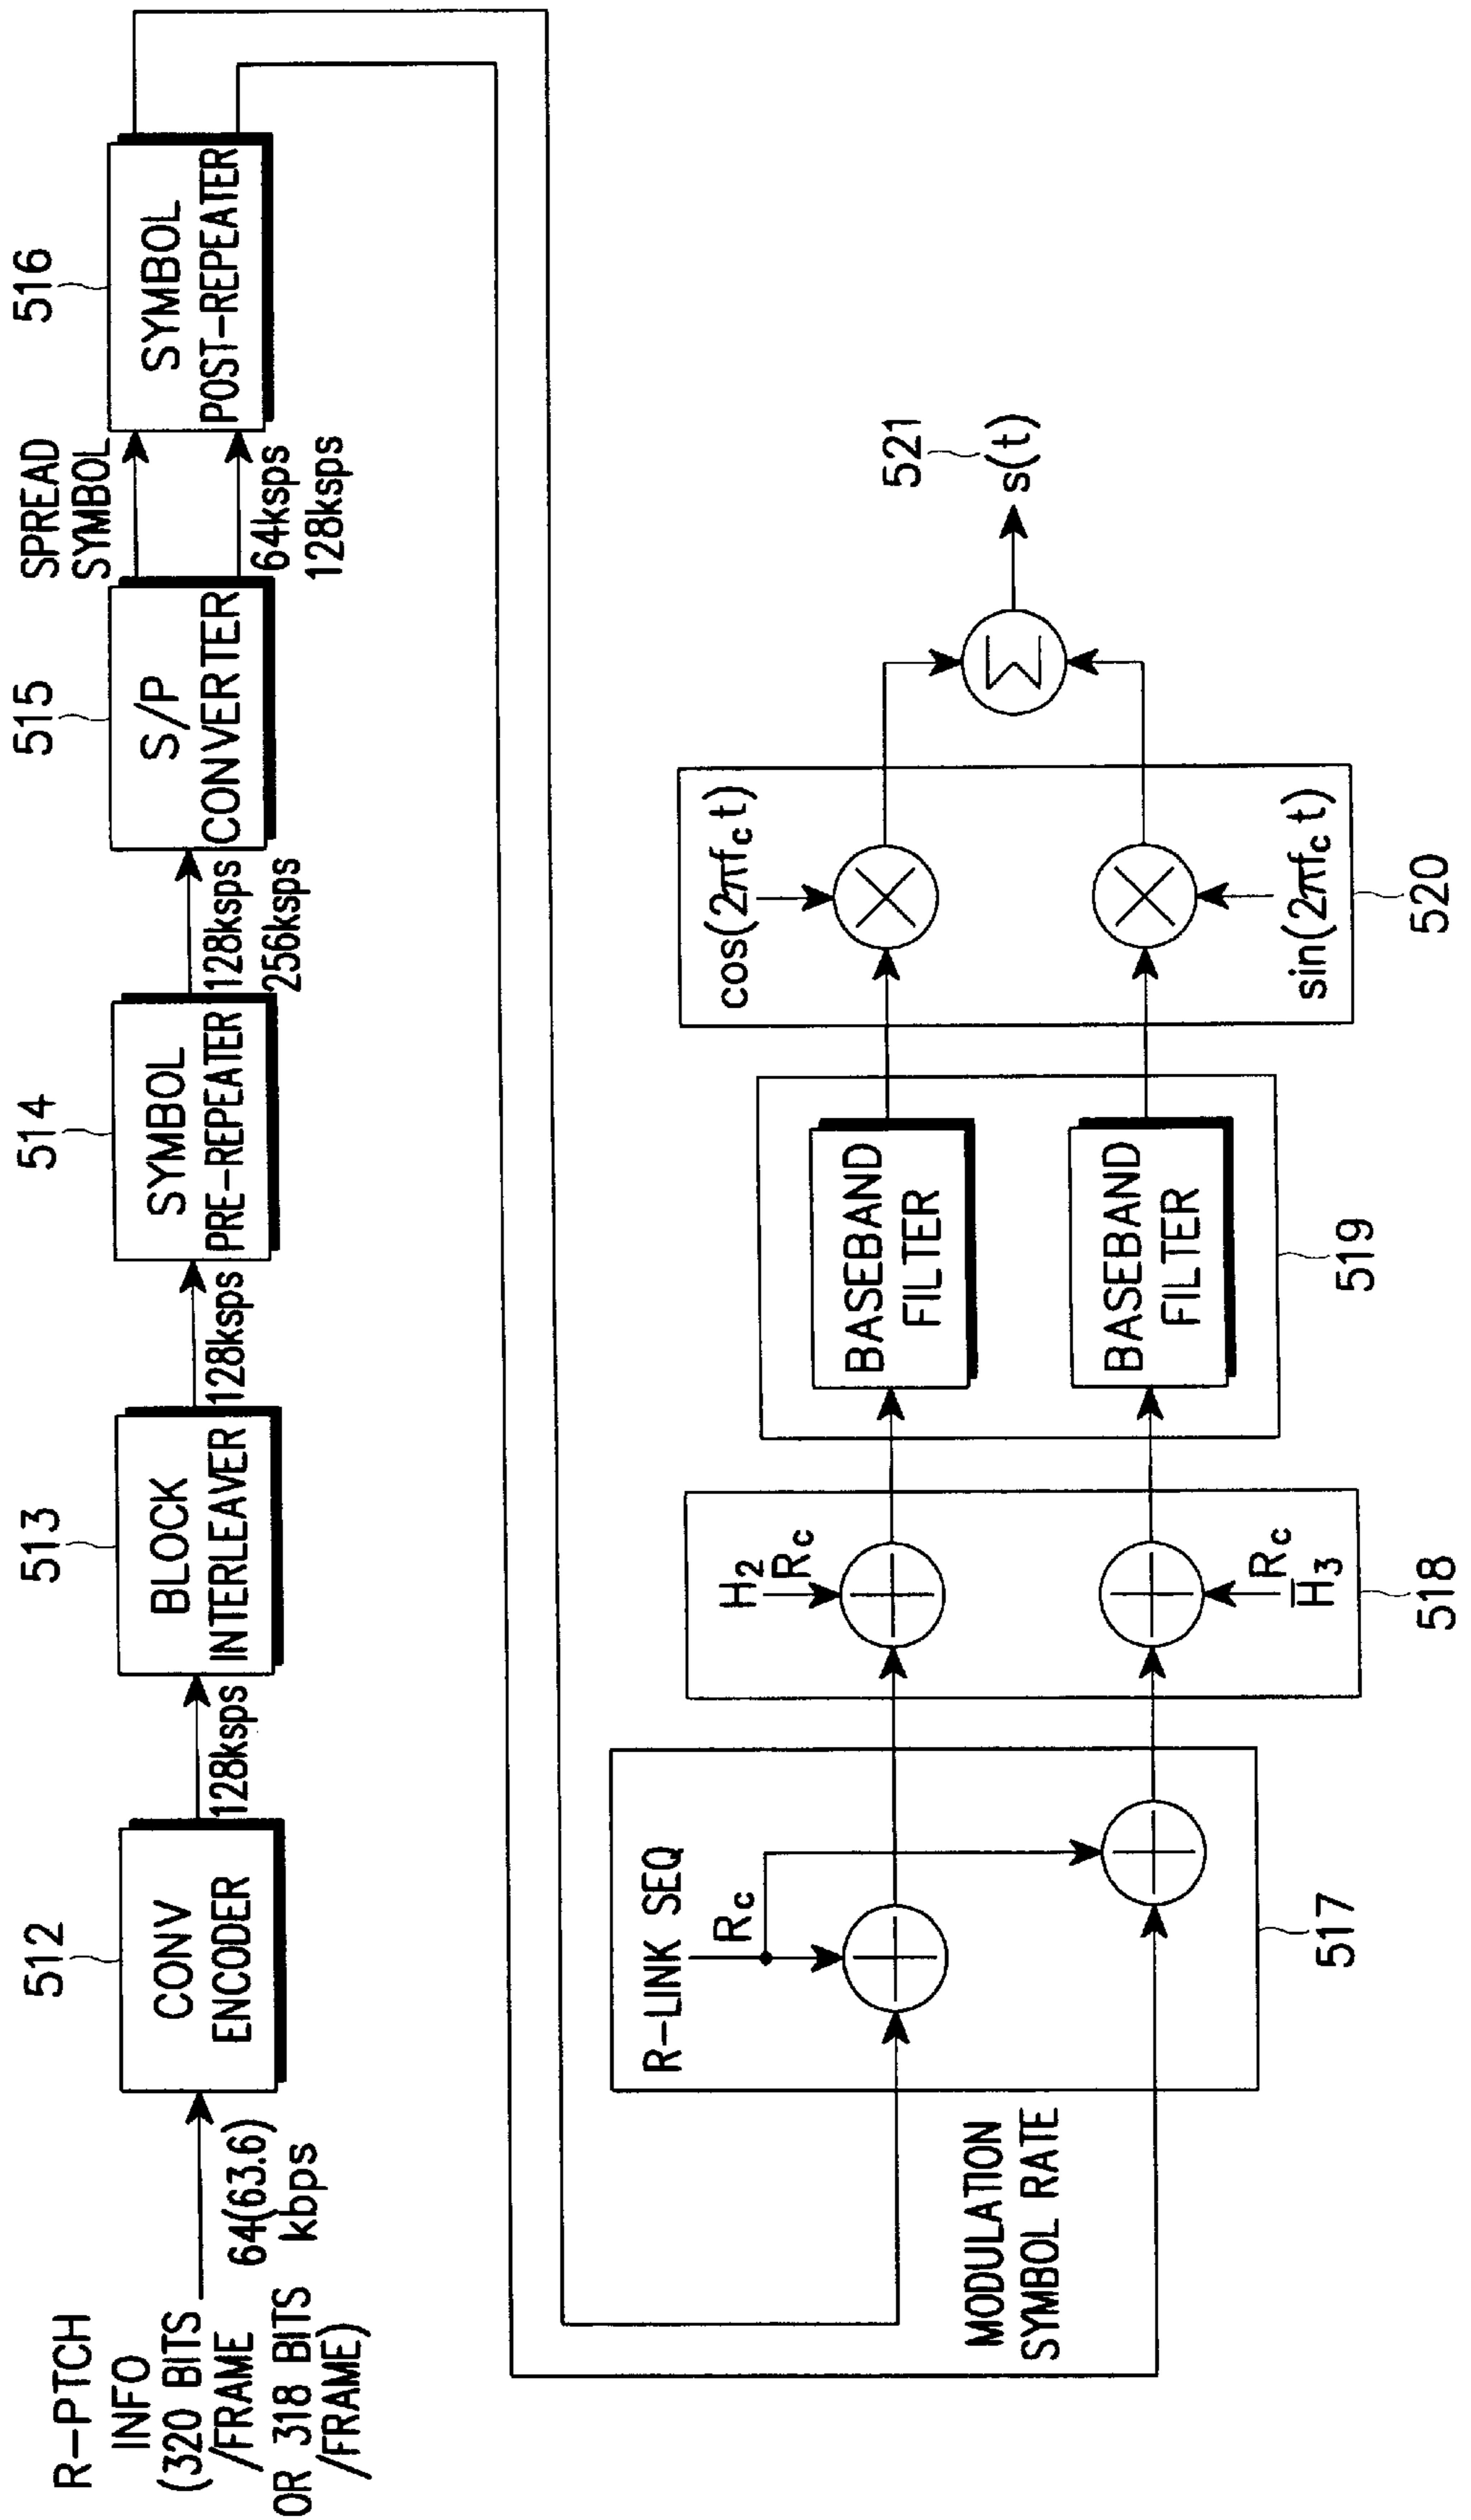 R-PTCH
INFO
(320 BITS
/FRAME
OR 318 BITS
/FRAME)
64(63.6)
kbps
512
CONV
ENCODER
128ksps
513
BLOCK
INTERLEAVER
128ksps
514
SYMBOL
PRE-REPEATER
128ksps
256ksps
515
S/P
CONVERTER
SPREAD
SYMBOL
64ksps
128ksps
516
SYMBOL
POST-REPEATER
MODULATION
SYMBOL RATE
R-LINK SEQ
Rc
517
H2
Rc
Rc
H̅3
518
BASEBAND
FILTER
BASEBAND
FILTER
519
cos(2πfc t)
sin(2πfc t)
520
Σ
521
s(t)